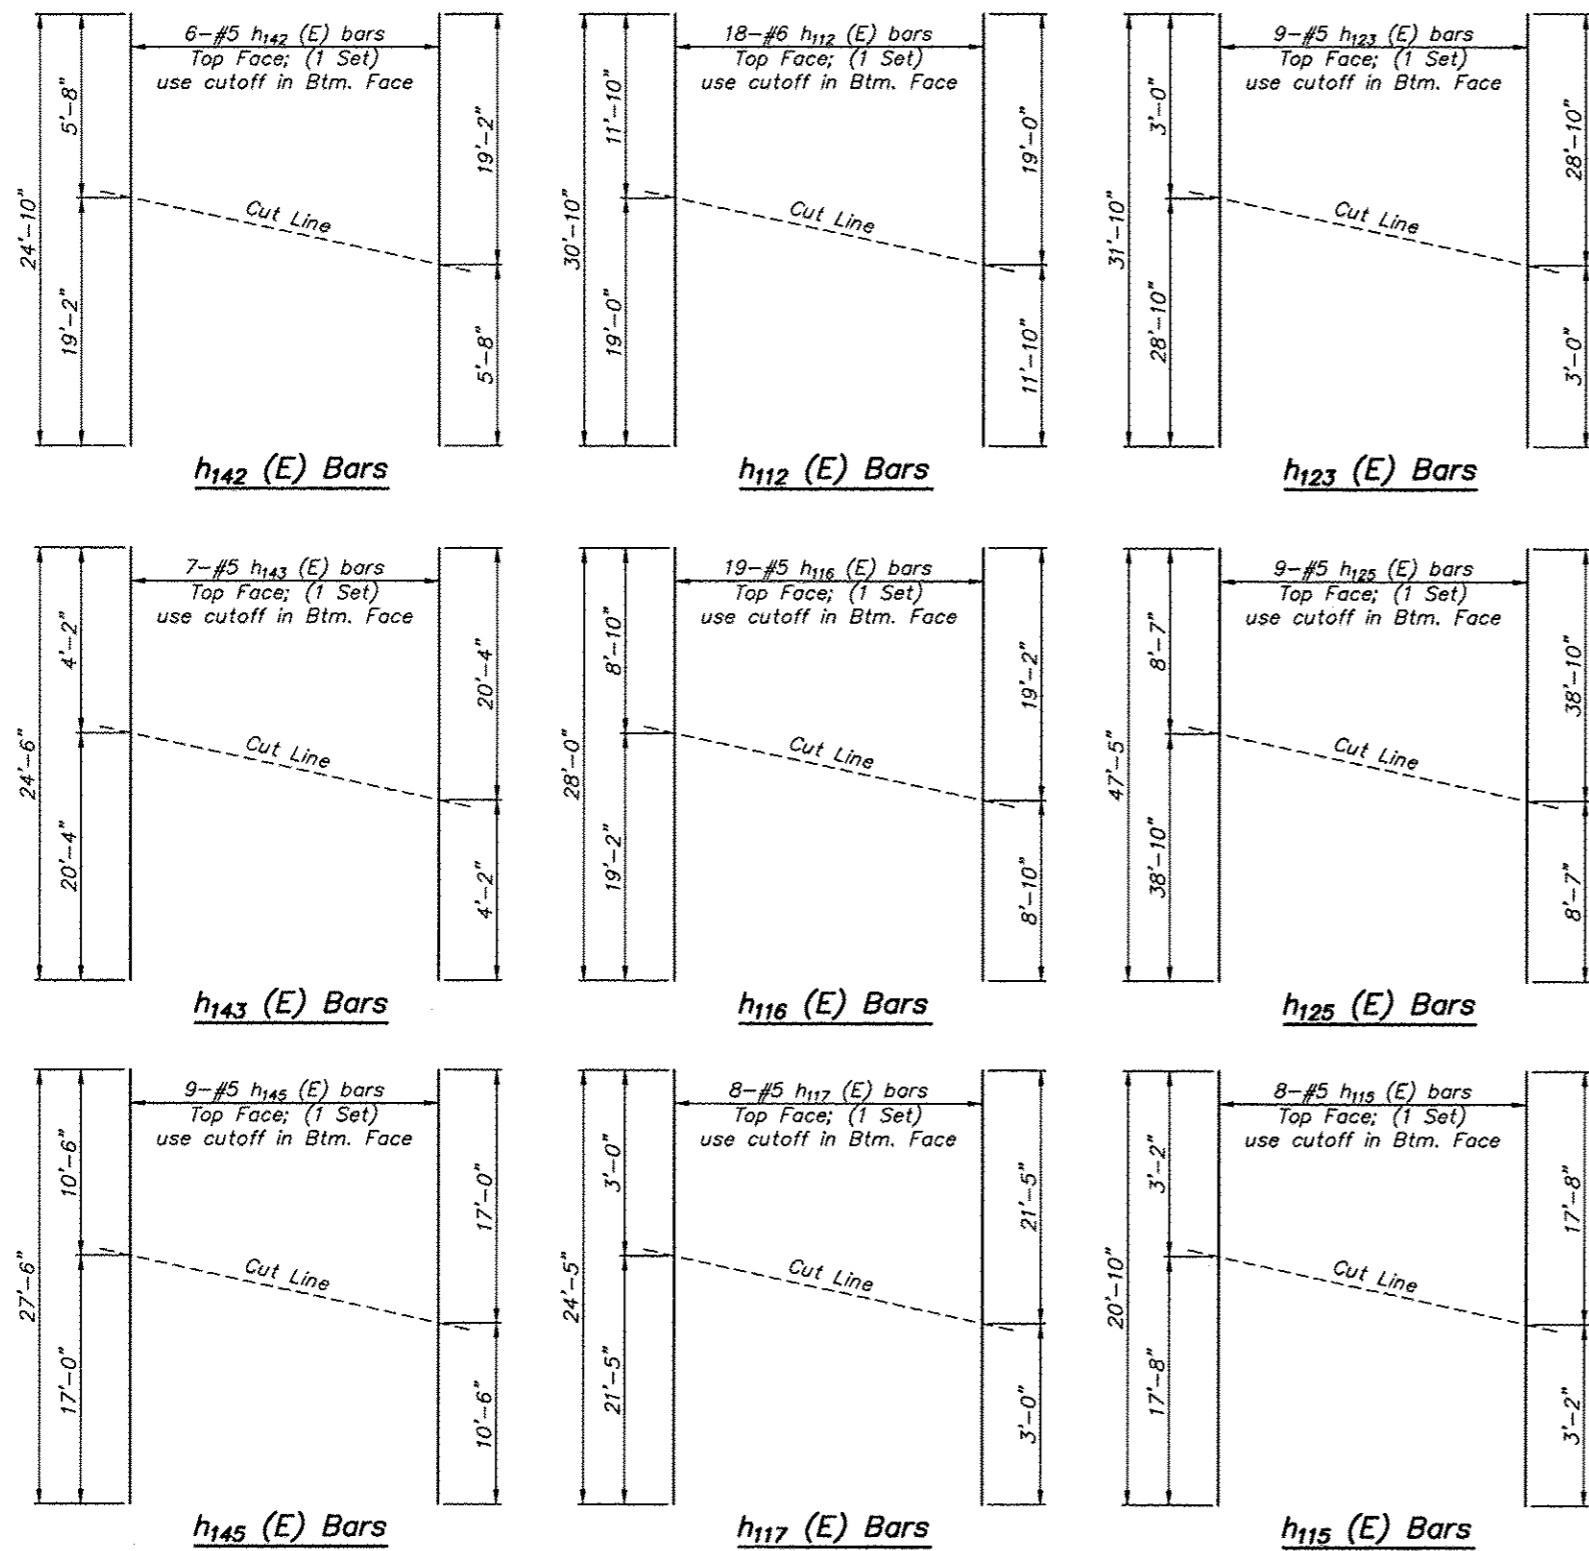 6-#5 h142 (E) bars
Top Face; (1 Set)
use cutoff in Btm. Face
24'-10"
5'-8"
19'-2"
Cut Line
19'-2"
5'-8"
h142 (E) Bars
18-#6 h112 (E) bars
Top Face; (1 Set)
use cutoff in Btm. Face
30'-10"
11'-10"
19'-0"
Cut Line
19'-0"
11'-10"
h112 (E) Bars
9-#5 h123 (E) bars
Top Face; (1 Set)
use cutoff in Btm. Face
31'-10"
3'-0"
28'-10"
Cut Line
28'-10"
3'-0"
h123 (E) Bars
7-#5 h143 (E) bars
Top Face; (1 Set)
use cutoff in Btm. Face
24'-6"
4'-2"
20'-4"
Cut Line
20'-4"
4'-2"
h143 (E) Bars
19-#5 h116 (E) bars
Top Face; (1 Set)
use cutoff in Btm. Face
28'-0"
8'-10"
19'-2"
Cut Line
19'-2"
8'-10"
h116 (E) Bars
9-#5 h125 (E) bars
Top Face; (1 Set)
use cutoff in Btm. Face
47'-5"
8'-7"
38'-10"
Cut Line
38'-10"
8'-7"
h125 (E) Bars
9-#5 h145 (E) bars
Top Face; (1 Set)
use cutoff in Btm. Face
27'-6"
10'-6"
17'-0"
Cut Line
17'-0"
10'-6"
h145 (E) Bars
8-#5 h117 (E) bars
Top Face; (1 Set)
use cutoff in Btm. Face
24'-5"
3'-0"
21'-5"
Cut Line
21'-5"
3'-0"
h117 (E) Bars
8-#5 h115 (E) bars
Top Face; (1 Set)
use cutoff in Btm. Face
20'-10"
3'-2"
17'-8"
Cut Line
17'-8"
3'-2"
h115 (E) Bars